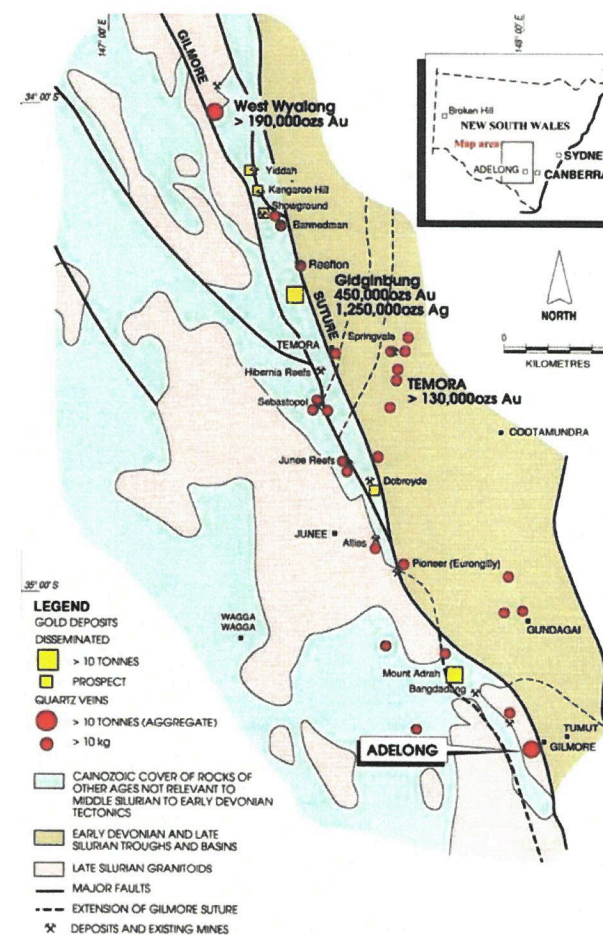 147° 00' E
148° 00' E
34° 00' S
GILMORE
West Wyalong
> 190,000ozs Au
Yiddah
Kangaroo Hill
Showground
Barmedman
Reefton
Gidginbung
450,000ozs Au
1,250,000ozs Ag
SUTURE
Springvale
TEMORA
Hibernia Reefs
TEMORA
> 130,000ozs Au
Sebastopol
COOTAMUNDRA
Junee Reefs
Dobroyde
JUNEE
Allies
Pioneer (Eurongilly)
35° 00 S
WAGGA
WAGGA
GUNDAGAI
Mount Adrah
Bangdadang
TUMUT
GILMORE
ADELONG
Broken Hill
NEW SOUTH WALES
Map area
SYDNEY
ADELONG
CANBERRA
NORTH
0
KILOMETRES
LEGEND
GOLD DEPOSITS
DISSEMINATED
> 10 TONNES
PROSPECT
QUARTZ VEINS
> 10 TONNES (AGGREGATE)
> 10 kg
CAINOZOIC COVER OF ROCKS OF
OTHER AGES NOT RELEVANT TO
MIDDLE SILURIAN TO EARLY DEVONIAN
TECTONICS
EARLY DEVONIAN AND LATE
SILURIAN TROUGHS AND BASINS
LATE SILURIAN GRANITOIDS
MAJOR FAULTS
EXTENSION OF GILMORE SUTURE
DEPOSITS AND EXISTING MINES